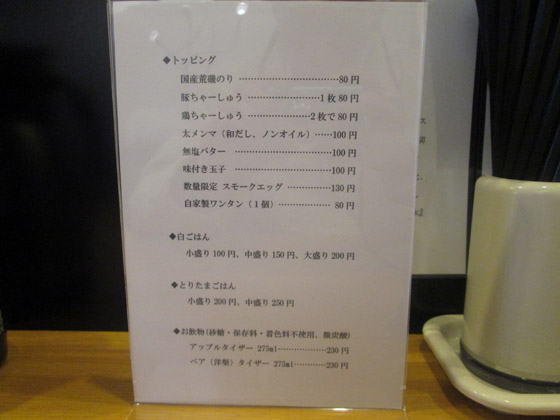 ◆トッピング
国産荒磯のり ……………………………80円
豚ちゃーしゅう ……………………1枚80円
鶏ちゃーしゅう …………………2枚で80円
太メンマ（和だし、ノンオイル）……100円
無塩バター ……………………………100円
味付き玉子 ……………………………100円
数量限定 スモークエッグ ……………130円
自家製ワンタン（1個）……………… 80円
◆白ごはん
小盛り100円、中盛り150円、大盛り200円
◆とりたまごはん
小盛り200円、中盛り250円
◆お飲物(砂糖・保存料・着色料不使用、微炭酸)
アップルタイザー 275ml……………230円
ペア（洋梨）タイザー 275ml…………230円